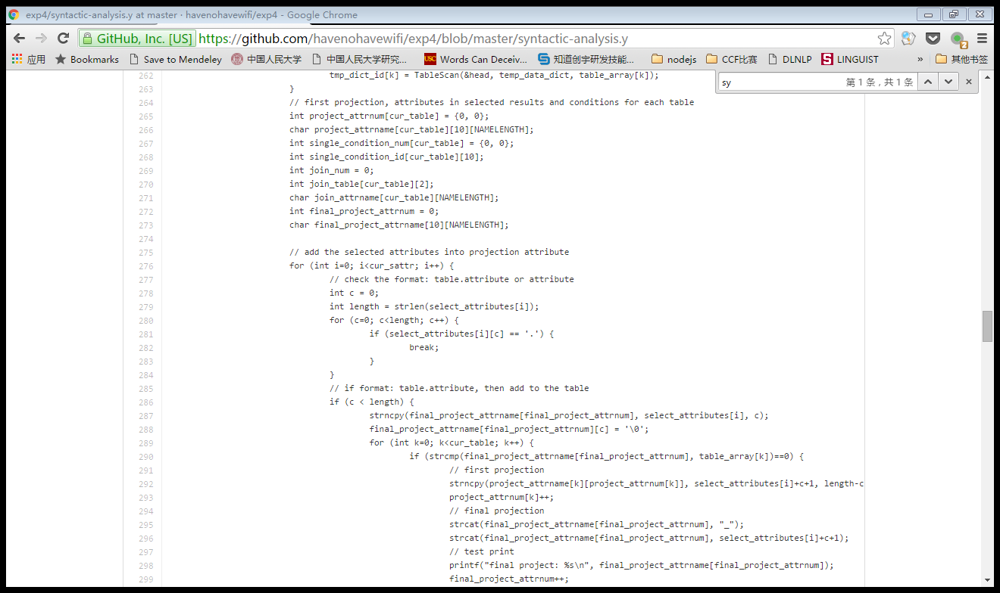 exp4/syntactic-analysis.y at master · havenohavewifi/exp4 - Google Chrome
GitHub, Inc. [US] https://github.com/havenohavewifi/exp4/blob/master/syntactic-analysis.y
应用 Bookmarks Save to Mendeley 中国人民大学 中国人民大学研究... USC Words Can Deceiv... 知道创宇研发技能... nodejs CCF比赛 DLNLP S LINGUIST » 其他书签
sy 第 1 条，共 1 条
262 tmp_dict_id[k] = TableScan(&head, temp_data_dict, table_array[k]);
263 }
264 // first projection, attributes in selected results and conditions for each table
265 int project_attrnum[cur_table] = {0, 0};
266 char project_attrname[cur_table][10][NAMELENGTH];
267 int single_condition_num[cur_table] = {0, 0};
268 int single_condition_id[cur_table][10];
269 int join_num = 0;
270 int join_table[cur_table][2];
271 char join_attrname[cur_table][NAMELENGTH];
272 int final_project_attrnum = 0;
273 char final_project_attrname[10][NAMELENGTH];
274
275 // add the selected attributes into projection attribute
276 for (int i=0; i<cur_sattr; i++) {
277 // check the format: table.attribute or attribute
278 int c = 0;
279 int length = strlen(select_attributes[i]);
280 for (c=0; c<length; c++) {
281 if (select_attributes[i][c] == '.') {
282 break;
283 }
284 }
285 // if format: table.attribute, then add to the table
286 if (c < length) {
287 strncpy(final_project_attrname[final_project_attrnum], select_attributes[i], c);
288 final_project_attrname[final_project_attrnum][c] = '\0';
289 for (int k=0; k<cur_table; k++) {
290 if (strcmp(final_project_attrname[final_project_attrnum], table_array[k])==0) {
291 // first projection
292 strncpy(project_attrname[k][project_attrnum[k]], select_attributes[i]+c+1, length-c
293 project_attrnum[k]++;
294 // final projection
295 strcat(final_project_attrname[final_project_attrnum], "_");
296 strcat(final_project_attrname[final_project_attrnum], select_attributes[i]+c+1);
297 // test print
298 printf("final project: %s\n", final_project_attrname[final_project_attrnum]);
299 final_project_attrnum++;